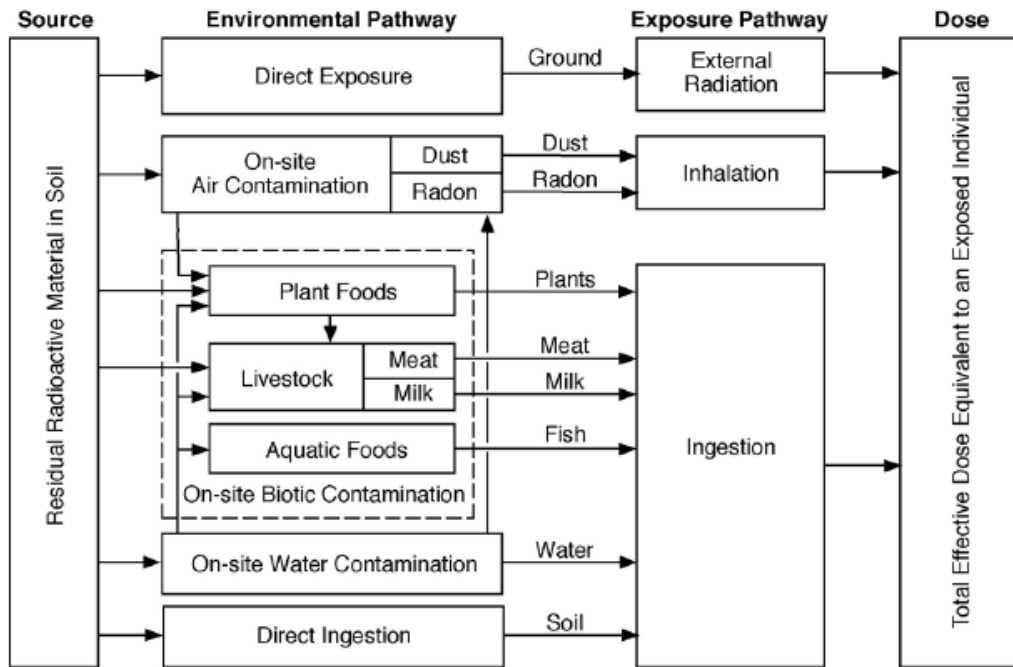 Source
Environmental Pathway
Exposure Pathway
Dose
Residual Radioactive Material in Soil
Direct Exposure
Ground
External
Radiation
On-site
Air Contamination
Dust
Radon
Dust
Radon
Inhalation
Plant Foods
Plants
Livestock
Meat
Milk
Meat
Milk
Aquatic Foods
Fish
On-site Biotic Contamination
Ingestion
On-site Water Contamination
Water
Direct Ingestion
Soil
Total Effective Dose Equivalent to an Exposed Individual